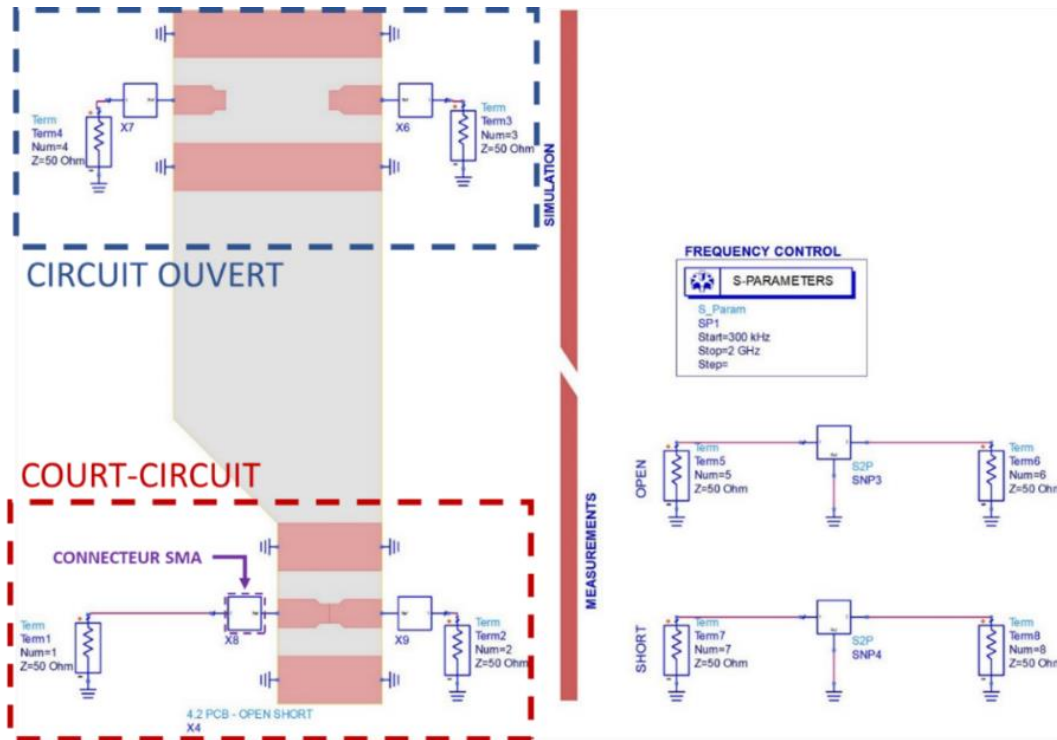 Term
Term4
Num=4
Z=50 Ohm
X7
X6
Term
Term3
Num=3
Z=50 Ohm
CIRCUIT OUVERT
SIMULATION
FREQUENCY CONTROL
S-PARAMETERS
S_Param
SP1
Start=300 kHz
Stop=2 GHz
Step=
COURT-CIRCUIT
CONNECTEUR SMA
Term
Term1
Num=1
Z=50 Ohm
X8
X9
Term
Term2
Num=2
Z=50 Ohm
4.2 PCB - OPEN SHORT
X4
MEASUREMENTS
OPEN
Term
Term5
Num=5
Z=50 Ohm
S2P
SNP3
Term
Term6
Num=6
Z=50 Ohm
SHORT
Term
Term7
Num=7
Z=50 Ohm
S2P
SNP4
Term
Term8
Num=8
Z=50 Ohm